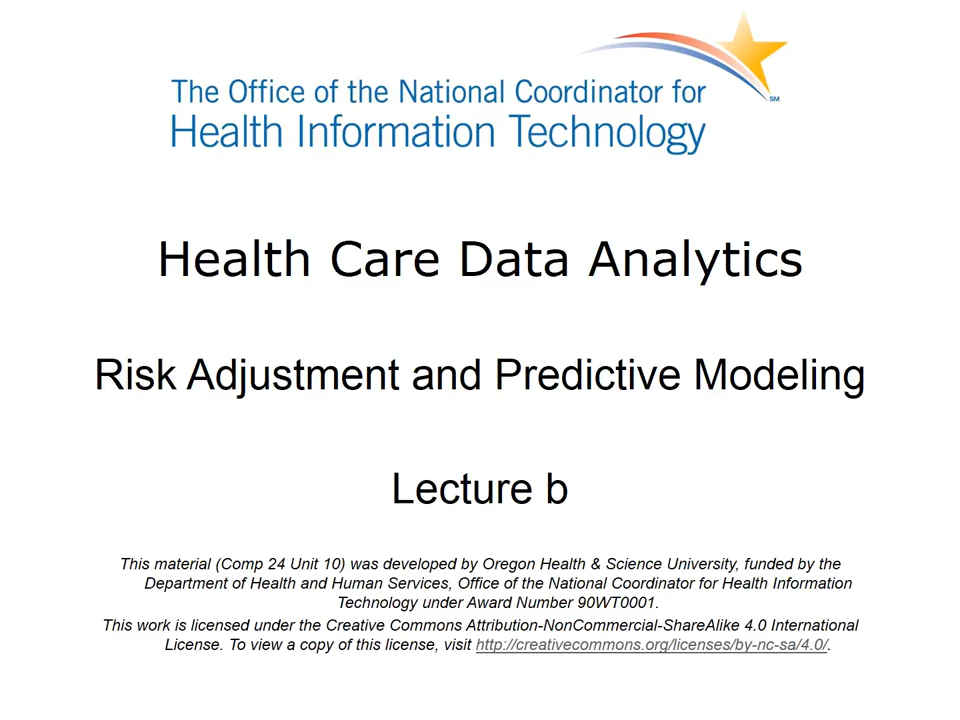 The Office of the National Coordinator for
Health Information Technology
SM
Health Care Data Analytics
Risk Adjustment and Predictive Modeling
Lecture b
This material (Comp 24 Unit 10) was developed by Oregon Health & Science University, funded by the
Department of Health and Human Services, Office of the National Coordinator for Health Information
Technology under Award Number 90WT0001.
This work is licensed under the Creative Commons Attribution-NonCommercial-ShareAlike 4.0 International
License. To view a copy of this license, visit http://creativecommons.org/licenses/by-nc-sa/4.0/.